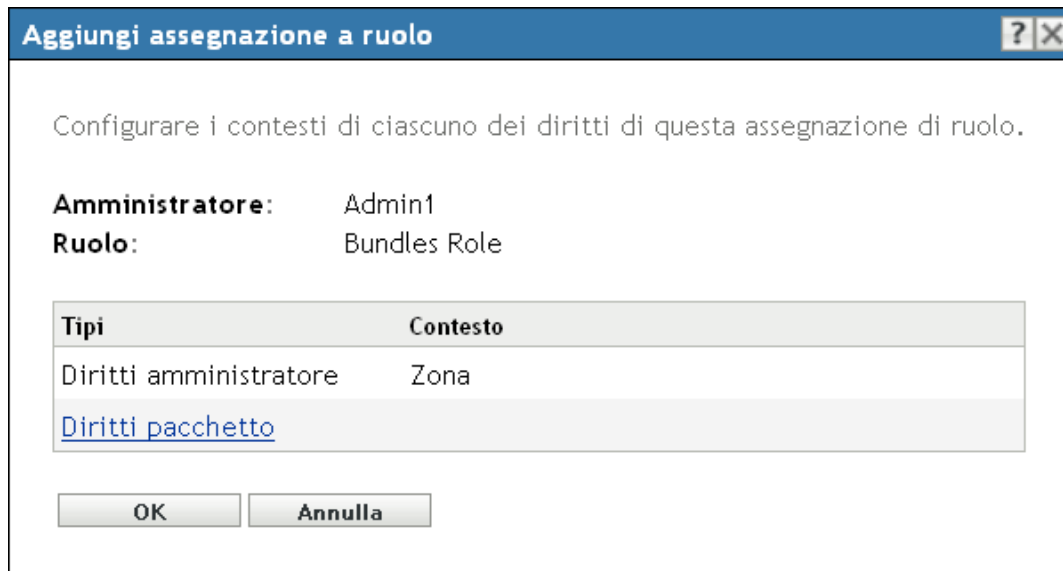 Aggiungi assegnazione a ruolo ? X
Configurare i contesti di ciascuno dei diritti di questa assegnazione di ruolo.
Amministratore: Admin1
Ruolo: Bundles Role
Tipi Contesto
Diritti amministratore Zona
Diritti pacchetto
OK Annulla